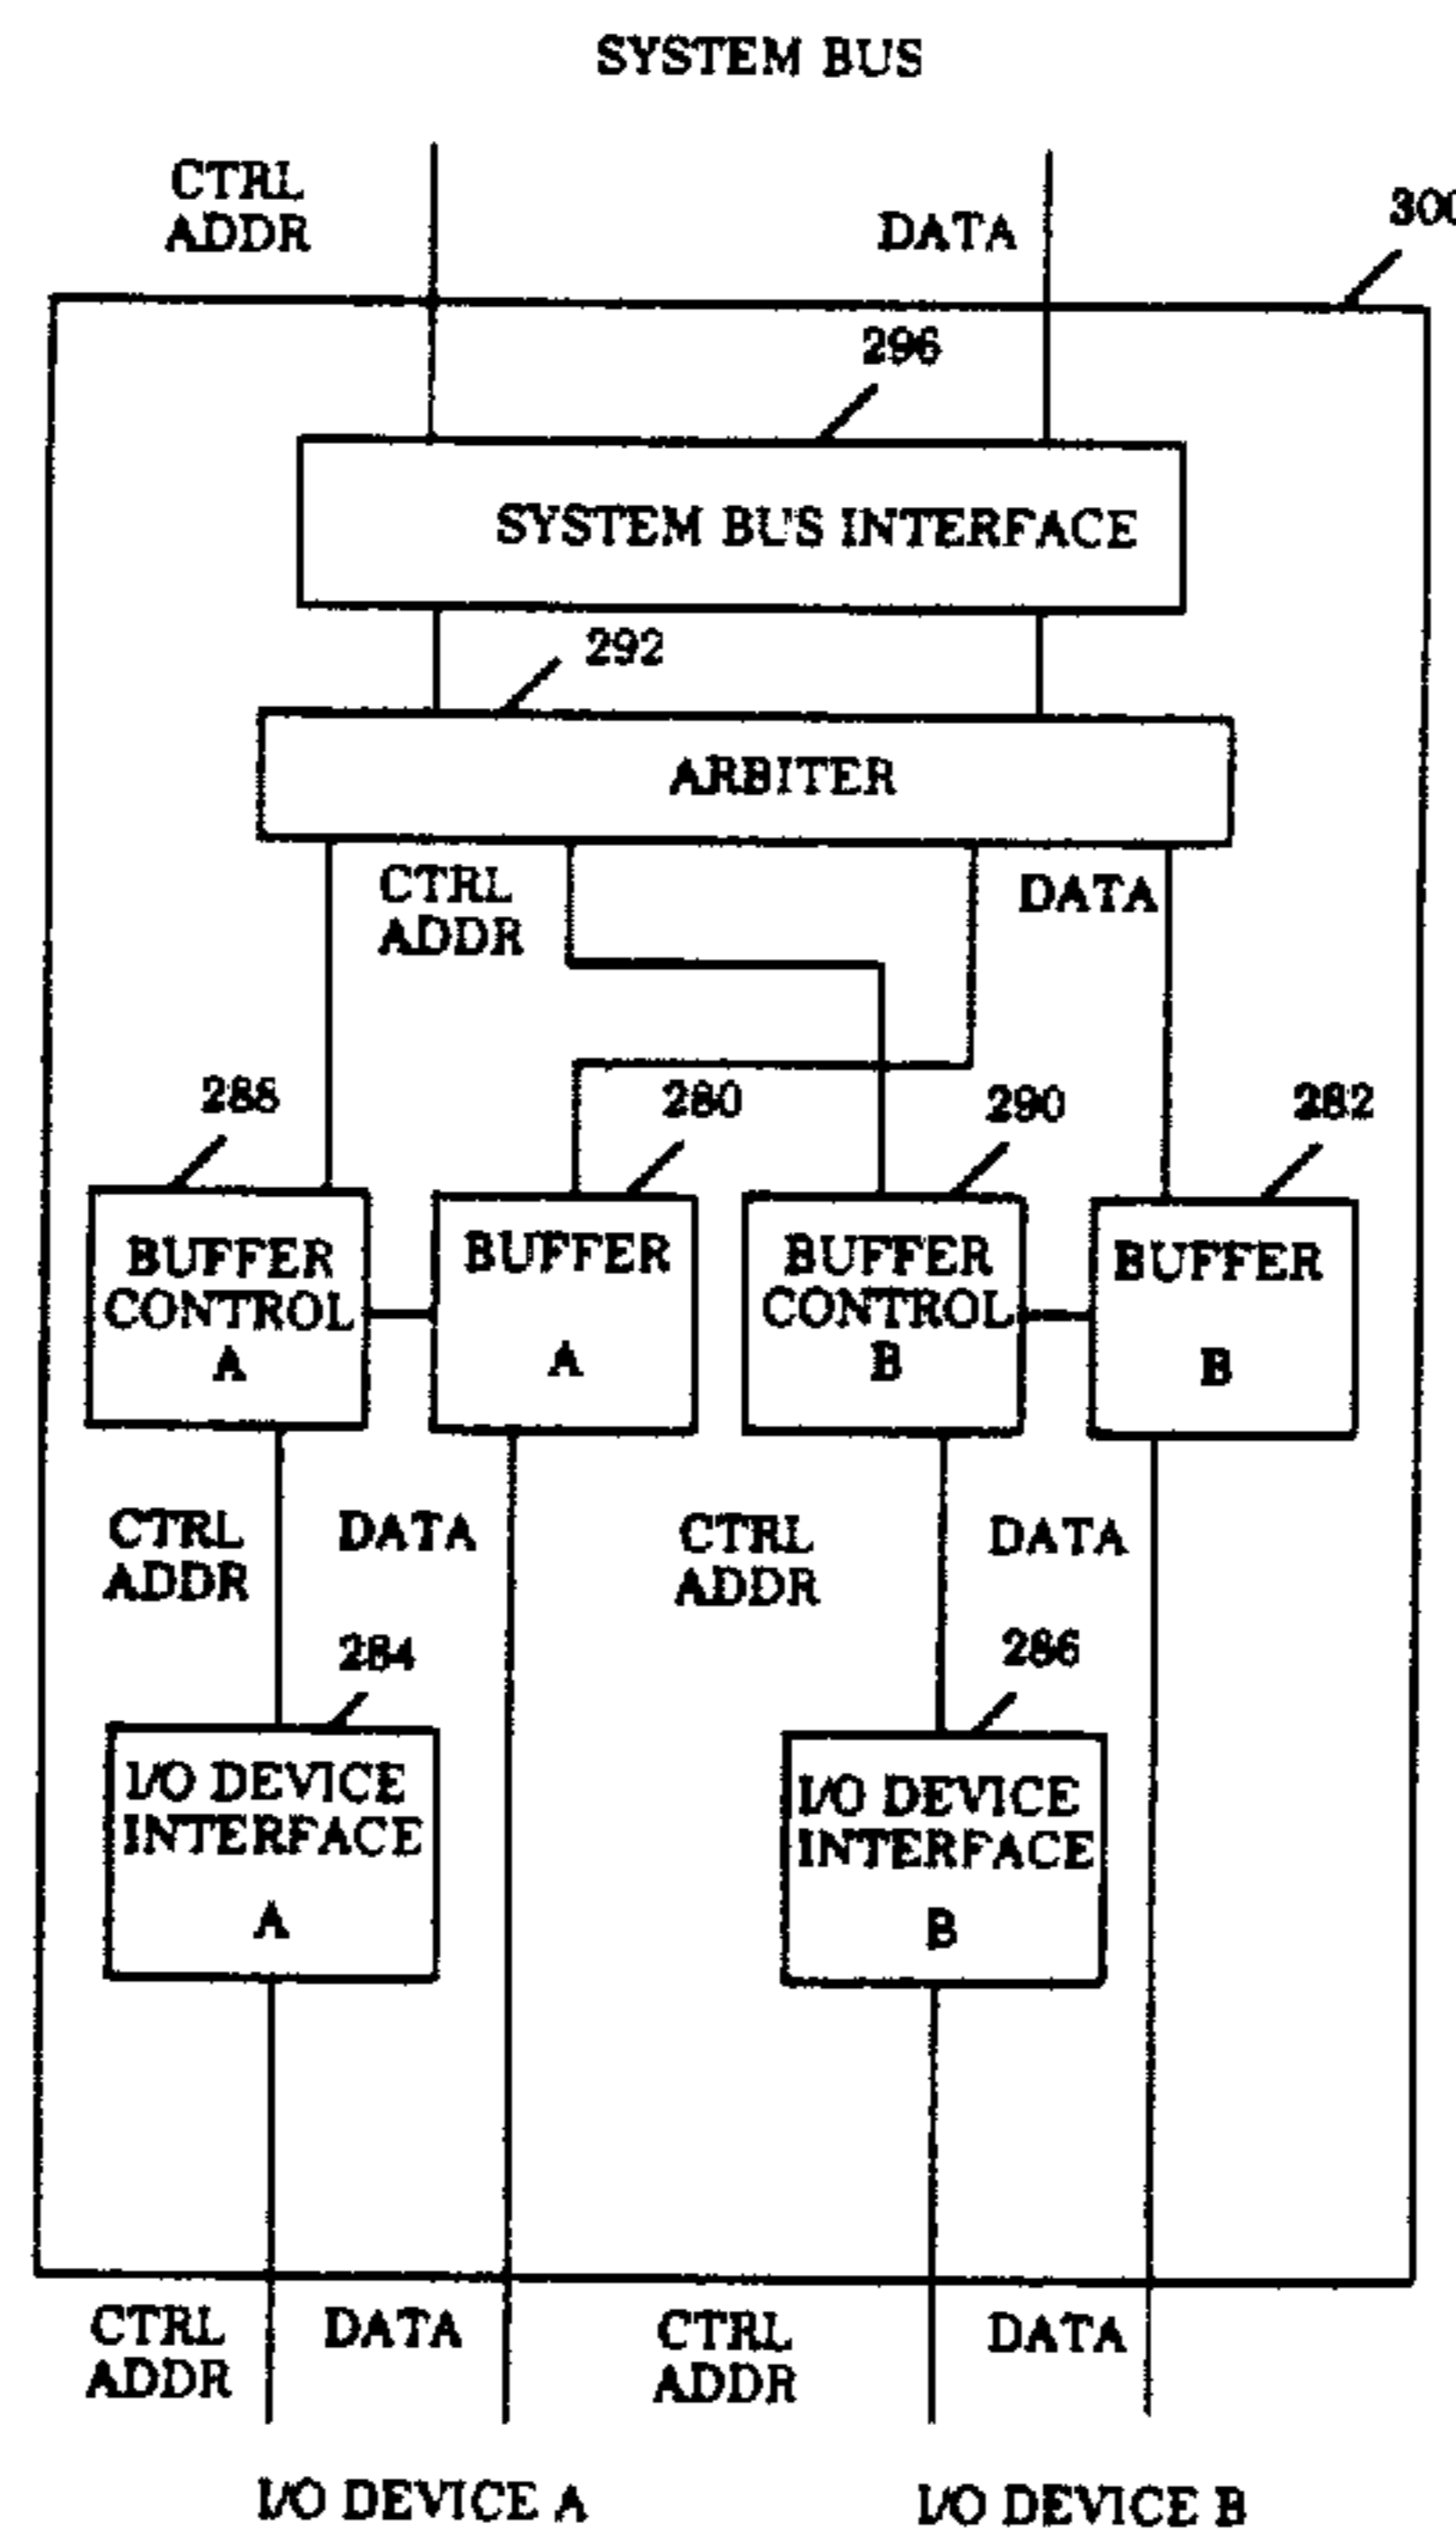 SYSTEM BUS
CTRL
ADDR
DATA
300
296
SYSTEM BUS INTERFACE
292
ARBITER
CTRL
ADDR
DATA
288
280
290
282
BUFFER
CONTROL
A
BUFFER
A
BUFFER
CONTROL
B
BUFFER
B
CTRL
ADDR
DATA
CTRL
ADDR
DATA
284
286
I/O DEVICE
INTERFACE
A
I/O DEVICE
INTERFACE
B
CTRL
ADDR
DATA
CTRL
ADDR
DATA
I/O DEVICE A
I/O DEVICE B